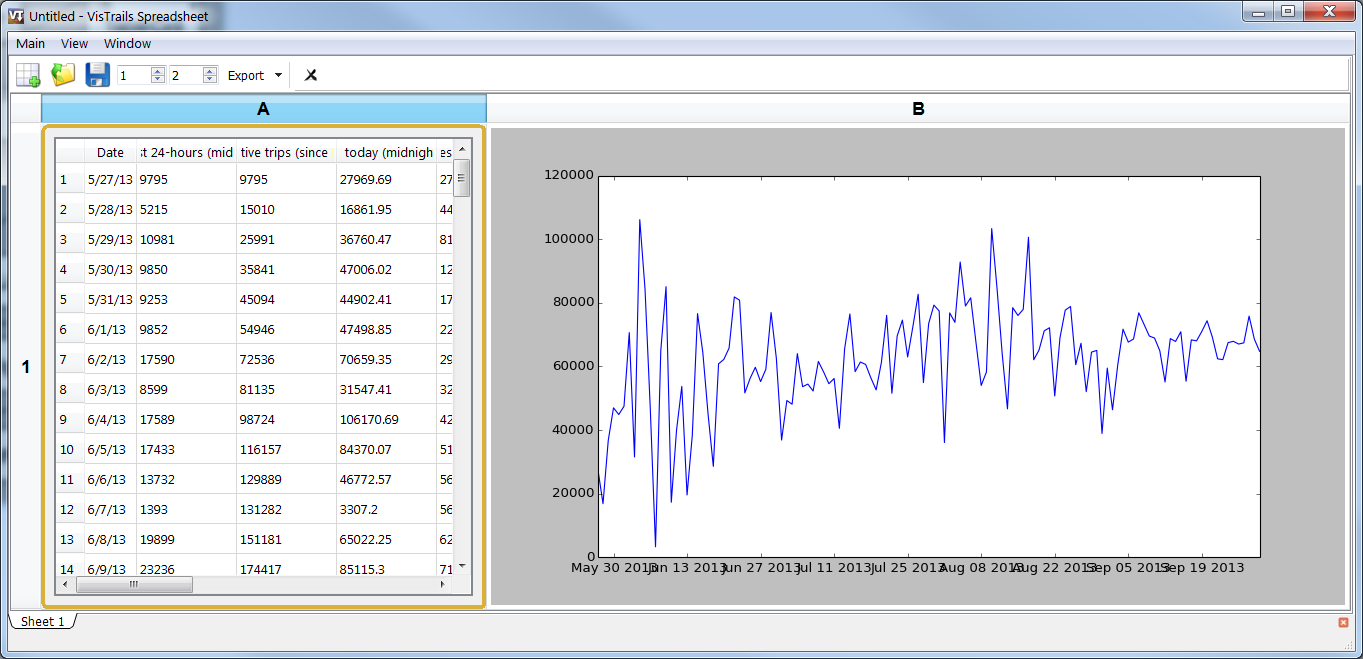 VT Untitled - VisTrails Spreadsheet
Main View Window
1 2 Export X
A B
1
Date st 24-hours (mid tive trips (since today (midnigh es
1 5/27/13 9795 9795 27969.69 27
2 5/28/13 5215 15010 16861.95 44
3 5/29/13 10981 25991 36760.47 81
4 5/30/13 9850 35841 47006.02 12
5 5/31/13 9253 45094 44902.41 17
6 6/1/13 9852 54946 47498.85 22
7 6/2/13 17590 72536 70659.35 29
8 6/3/13 8599 81135 31547.41 32
9 6/4/13 17589 98724 106170.69 42
10 6/5/13 17433 116157 84370.07 51
11 6/6/13 13732 129889 46772.57 56
12 6/7/13 1393 131282 3307.2 56
13 6/8/13 19899 151181 65022.25 62
14 6/9/13 23236 174417 85115.3 71
120000
100000
80000
60000
40000
20000
0
May 30 2013 Jun 13 2013 Jun 27 2013 Jul 11 2013 Jul 25 2013 Aug 08 2013 Aug 22 2013 Sep 05 2013 Sep 19 2013
Sheet 1